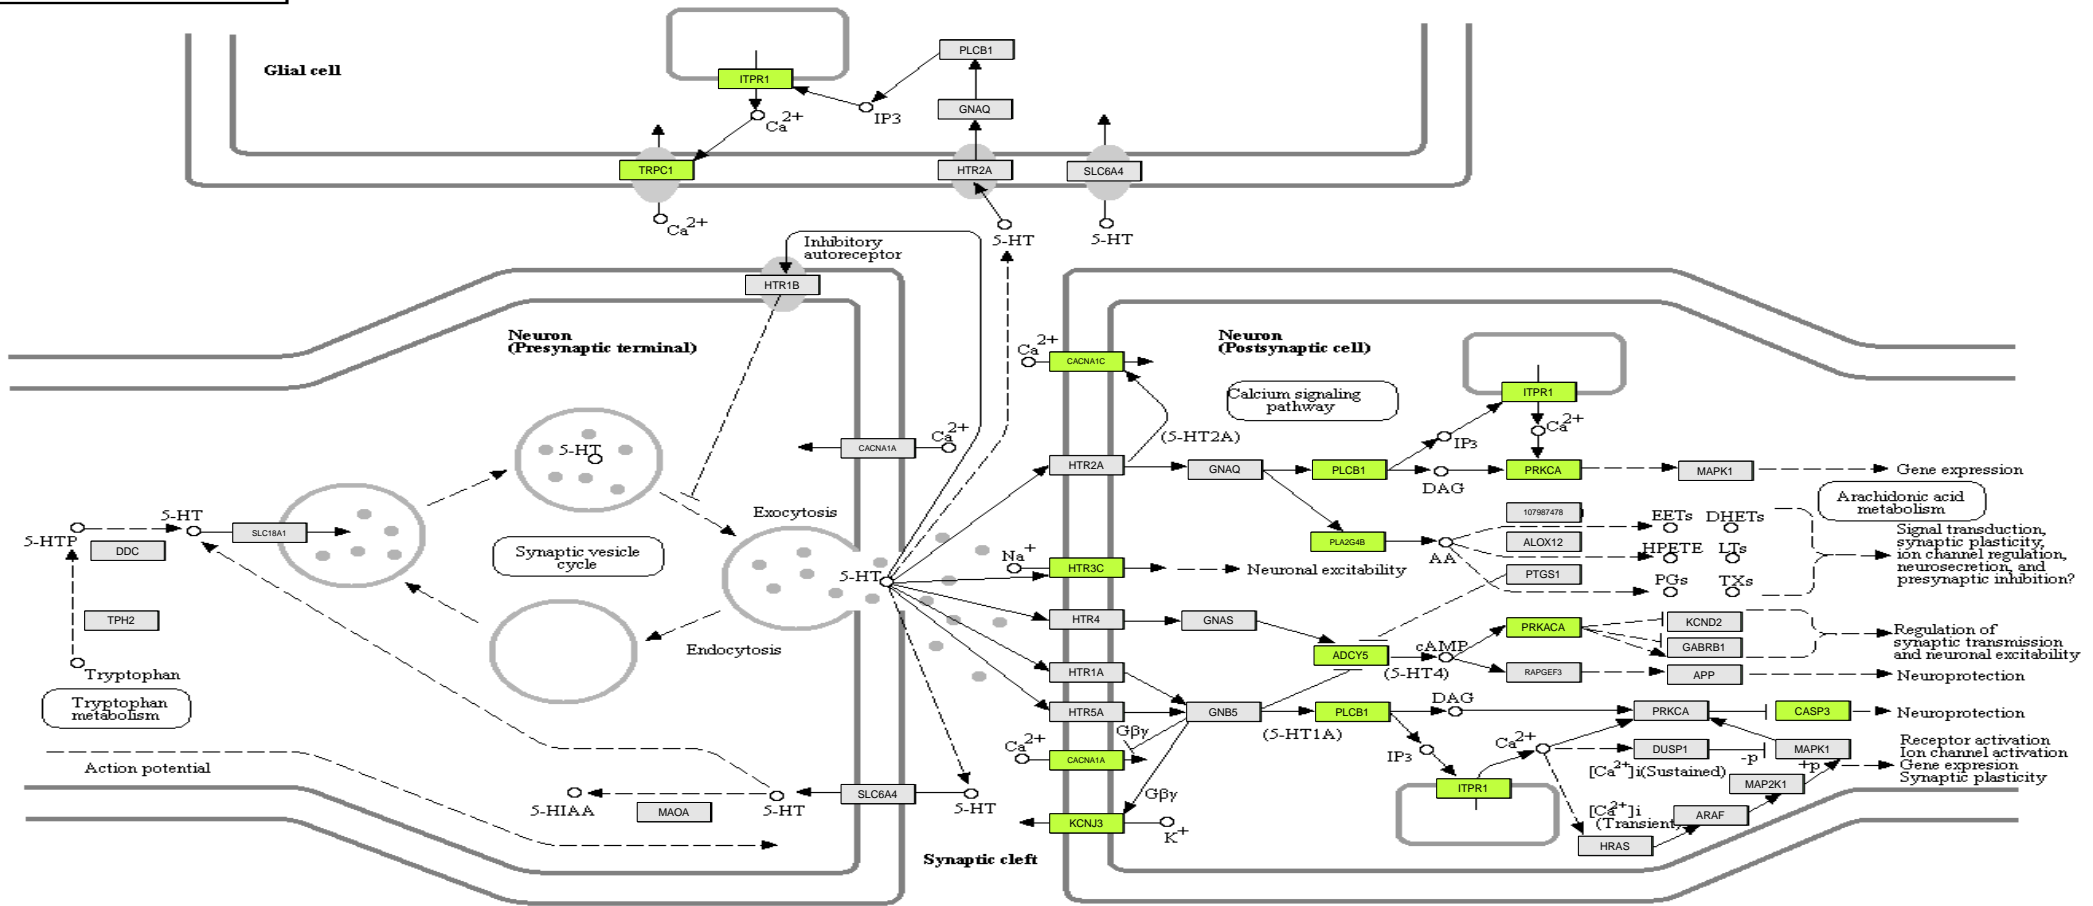 Glial cell
ITPR1
PLCB1
GNAQ
IP3
Ca2+
TRPC1
HTR2A
SLC6A4
Ca2+
5-HT
5-HT
Inhibitory
autoreceptor
HTR1B
Neuron
(Presynaptic terminal)
5-HT
CACNA1A
Ca2+
Exocytosis
5-HT
5-HTP
DDC
SLC18A1
Synaptic vesicle
cycle
5-HT
TPH2
Endocytosis
Tryptophan
Tryptophan
metabolism
Action potential
5-HIAA
MAOA
5-HT
SLC6A4
5-HT
Synaptic cleft
Neuron
(Postsynaptic cell)
Ca2+
CACNA1C
Calcium signaling
pathway
ITPR1
Ca2+
(5-HT2A)
IP3
HTR2A
GNAQ
PLCB1
DAG
PRKCA
MAPK1
Gene expression
Arachidonic acid
metabolism
107987478
EETs
DHETs
PLA2G4B
AA
ALOX12
HPETE
LTs
PTGS1
PGs
TXs
Signal transduction,
synaptic plasticity,
ion channel regulation,
neurosecretion, and
presynaptic inhibition?
Na+
HTR3C
Neuronal excitability
HTR4
GNAS
ADCY5
cAMP
(5-HT4)
PRKACA
KCND2
GABRB1
Regulation of
synaptic transmission
and neuronal excitability
RAPGEF3
APP
Neuroprotection
HTR1A
HTR5A
GNB5
PLCB1
DAG
(5-HT1A)
PRKCA
CASP3
Neuroprotection
Gβγ
Ca2+
CACNA1A
IP3
Ca2+
DUSP1
-p
MAPK1
+p
[Ca2+]i(Sustained)
Receptor activation
Ion channel activation
Gene expresion
Synaptic plasticity
ITPR1
MAP2K1
Gβγ
[Ca2+]i
(Transient)
ARAF
KCNJ3
K+
HRAS